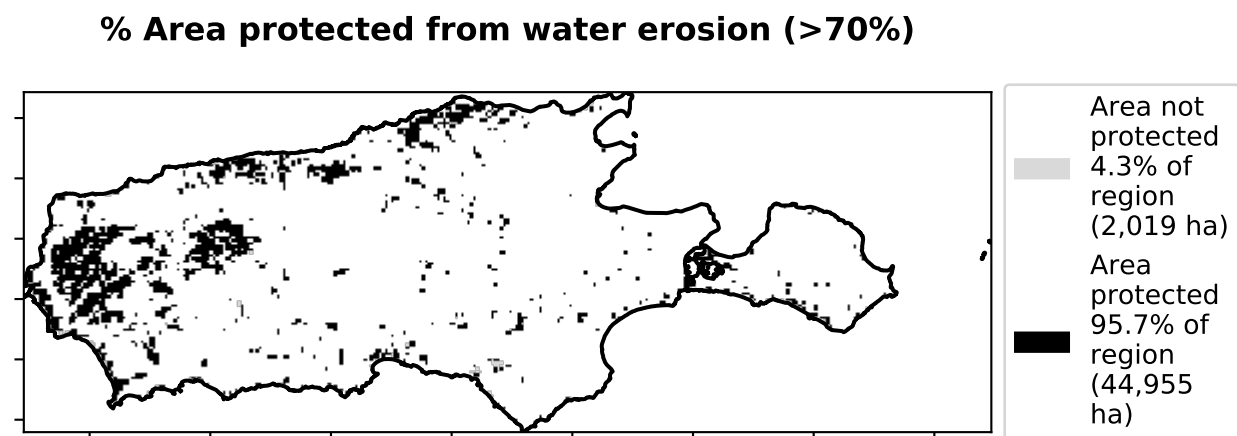 % Area protected from water erosion (>70%)
Area not
protected
4.3% of
region
(2,019 ha)
Area
protected
95.7% of
region
(44,955
ha)